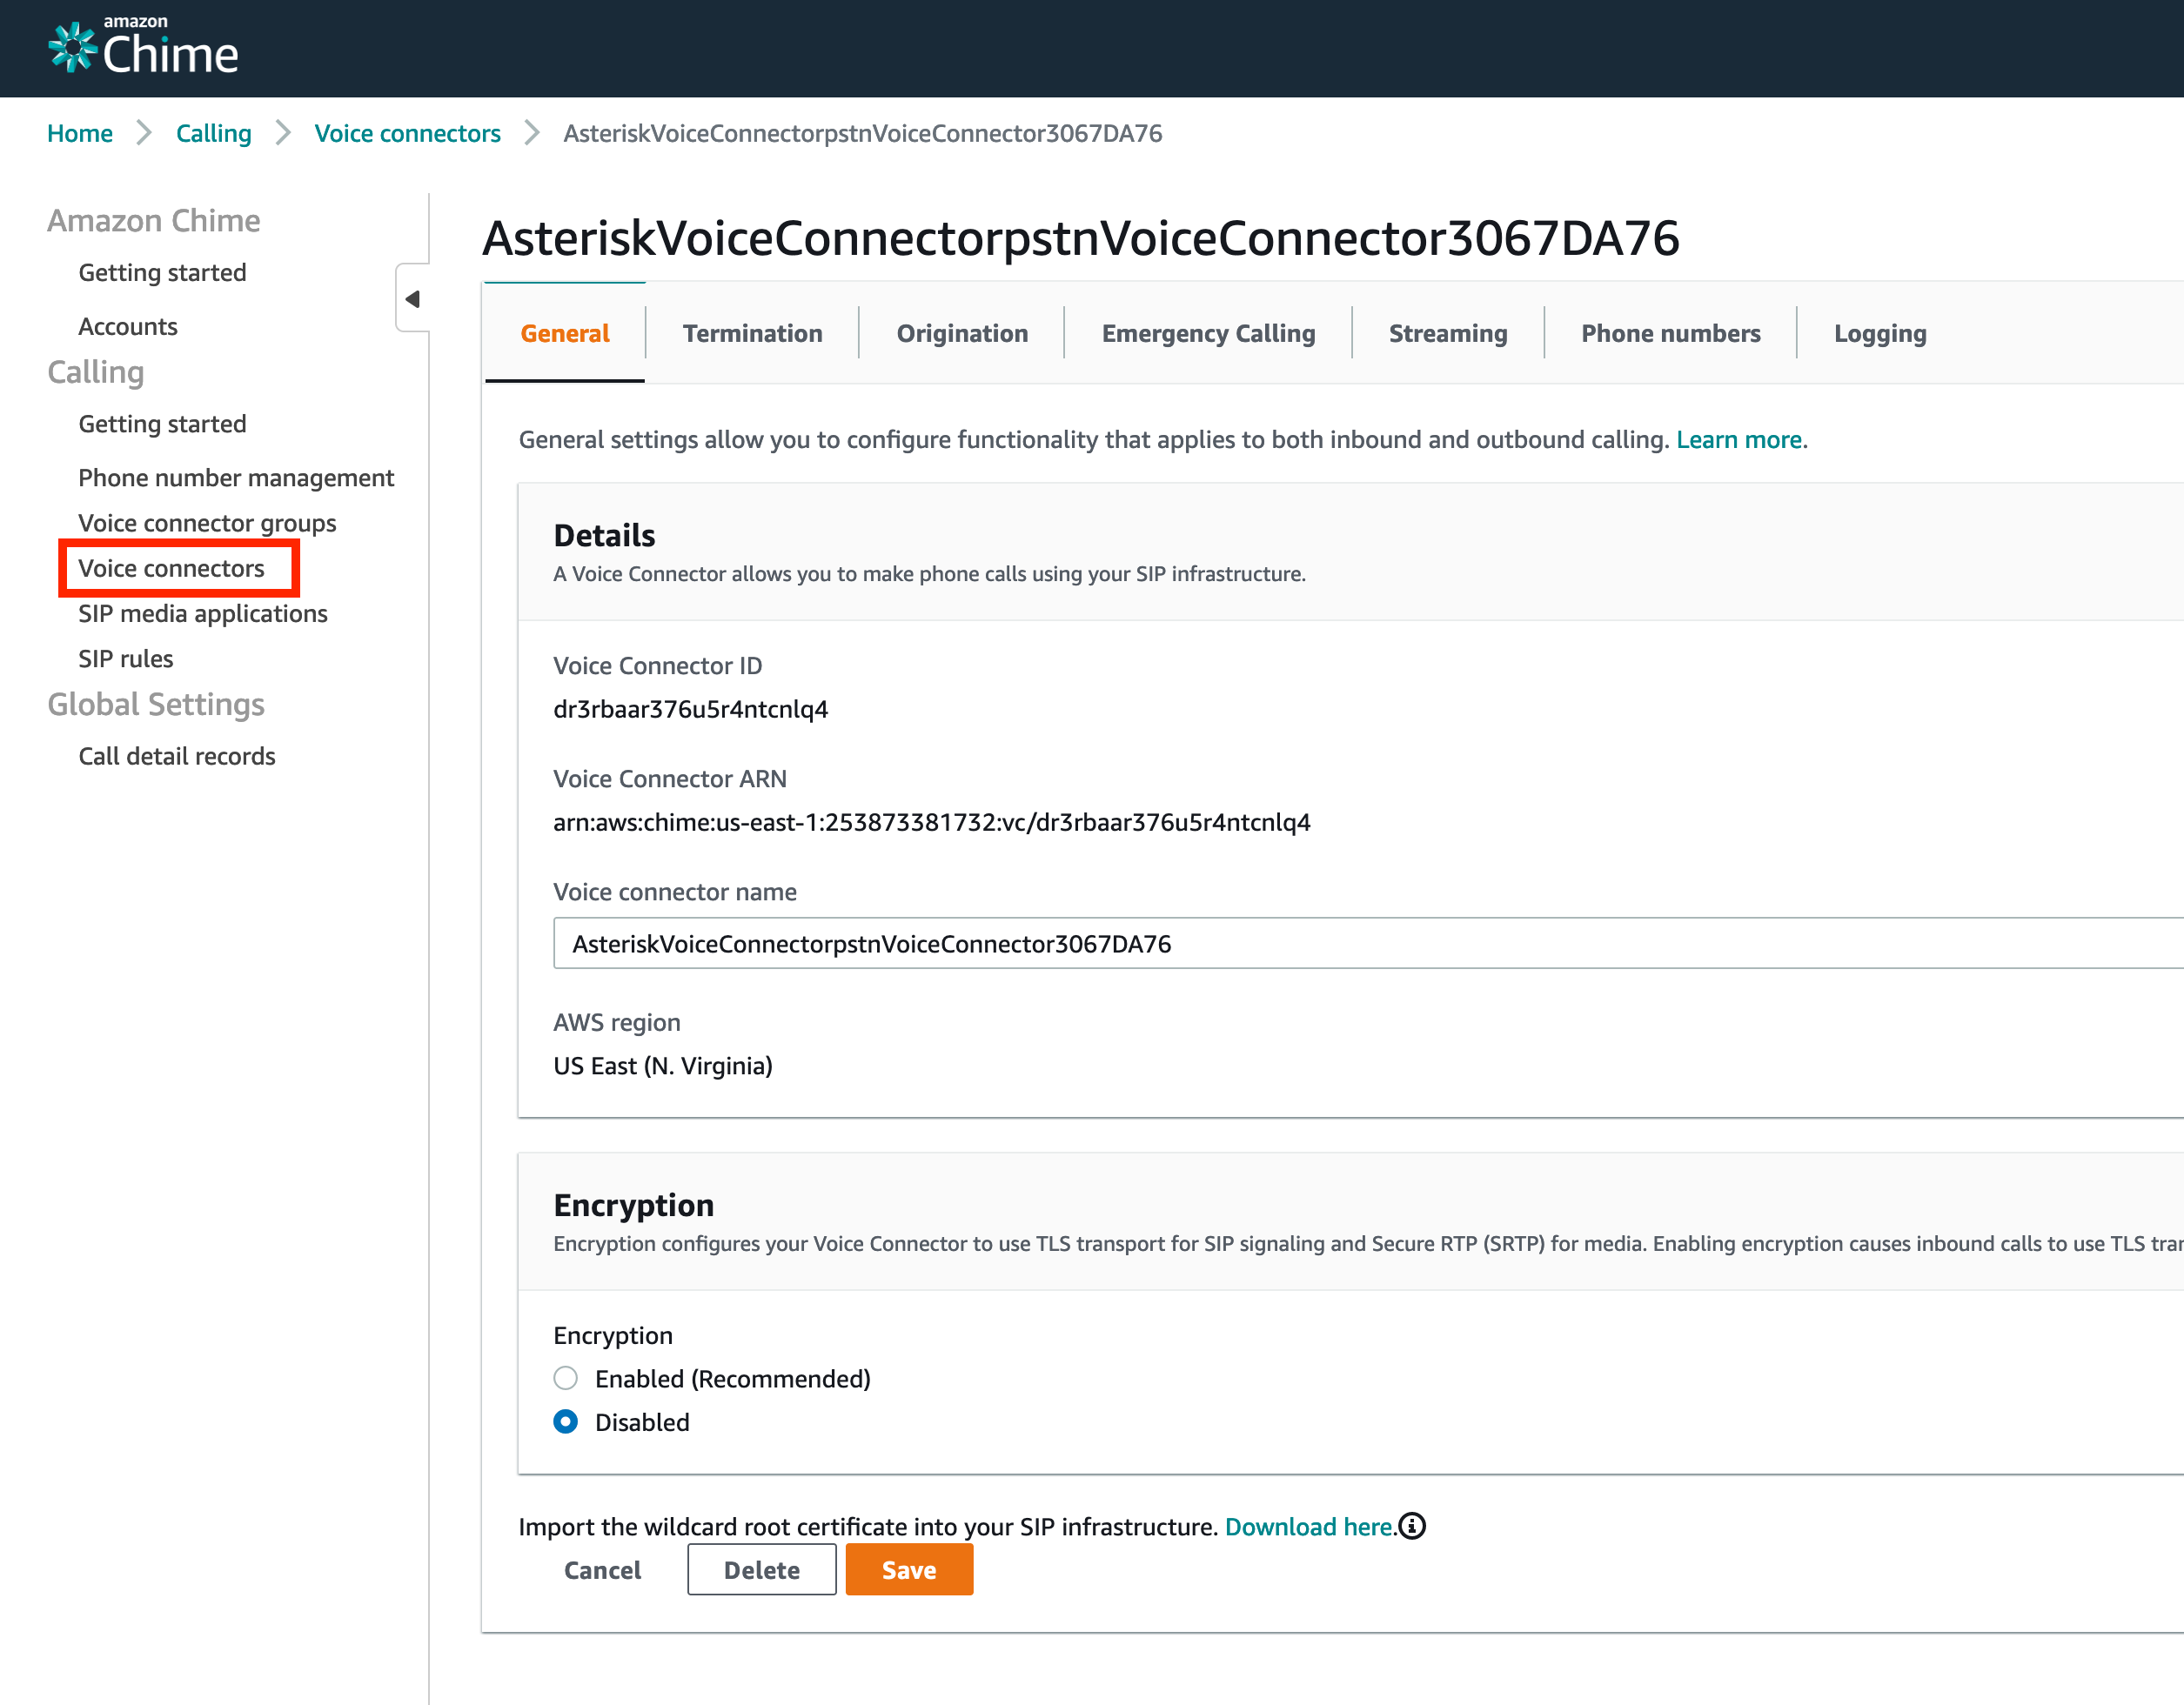 amazon
Chime
Home > Calling > Voice connectors > AsteriskVoiceConnectorpstnVoiceConnector3067DA76
Amazon Chime
Getting started
Accounts
Calling
Getting started
Phone number management
Voice connector groups
Voice connectors
SIP media applications
SIP rules
Global Settings
Call detail records
AsteriskVoiceConnectorpstnVoiceConnector3067DA76
General Termination Origination Emergency Calling Streaming Phone numbers Logging
General settings allow you to configure functionality that applies to both inbound and outbound calling. Learn more.
Details
A Voice Connector allows you to make phone calls using your SIP infrastructure.
Voice Connector ID
dr3rbaar376u5r4ntcnlq4
Voice Connector ARN
arn:aws:chime:us-east-1:253873381732:vc/dr3rbaar376u5r4ntcnlq4
Voice connector name
AsteriskVoiceConnectorpstnVoiceConnector3067DA76
AWS region
US East (N. Virginia)
Encryption
Encryption configures your Voice Connector to use TLS transport for SIP signaling and Secure RTP (SRTP) for media. Enabling encryption causes inbound calls to use TLS
Encryption
Enabled (Recommended)
Disabled
Import the wildcard root certificate into your SIP infrastructure. Download here.
Cancel Delete Save